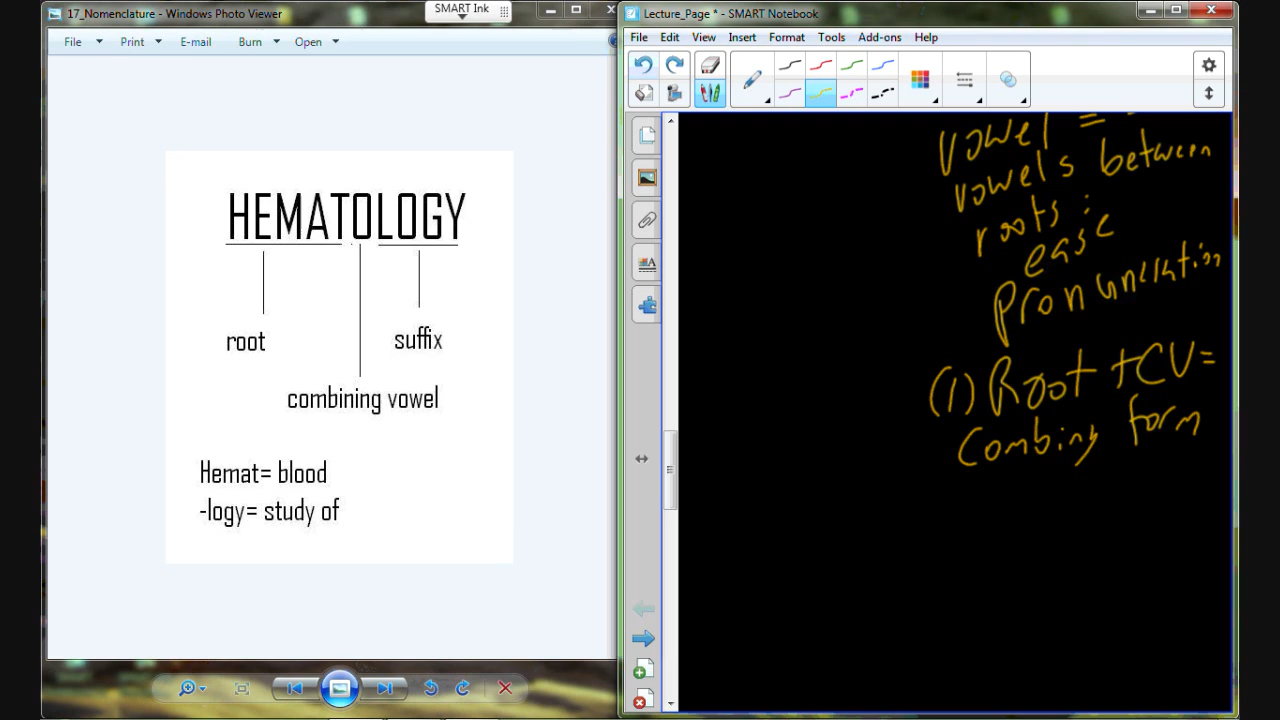 17_Nomenclature - Windows Photo Viewer
SMART Ink
File Print E-mail Burn Open
HEMATOLOGY
root
suffix
combining vowel
Hemat= blood
-logy= study of
Lecture_Page * - SMART Notebook
File Edit View Insert Format Tools Add-ons Help
vowel =
vowels between
roots ;
ease
pronunciation
(1) Root + CV =
Combing form